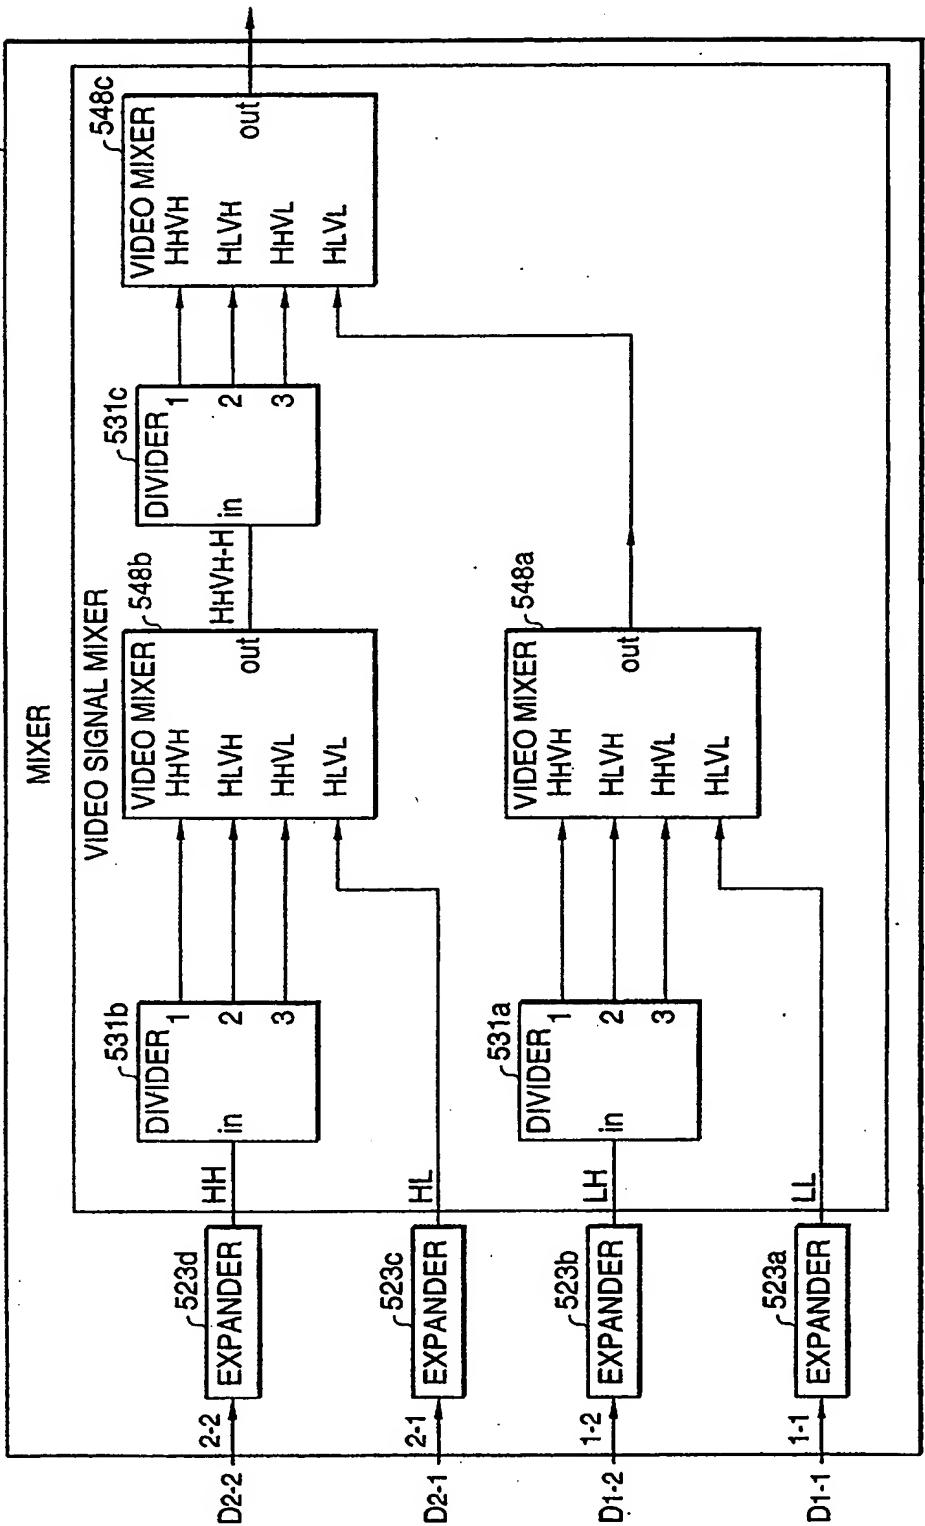 MIXER
VIDEO SIGNAL MIXER
D2-2
2-2
EXPANDER
523d
HH
DIVIDER
531b
in
1
2
3
VIDEO MIXER
548b
HHVH
HLVH
HHVL
HLVL
out
HHVH-H
DIVIDER
531c
in
1
2
3
VIDEO MIXER
548c
HHVH
HLVH
HHVL
HLVL
out
D2-1
2-1
EXPANDER
523c
HL
D1-2
1-2
EXPANDER
523b
LH
DIVIDER
531a
in
1
2
3
VIDEO MIXER
548a
HHVH
HLVH
HHVL
HLVL
out
D1-1
1-1
EXPANDER
523a
LL